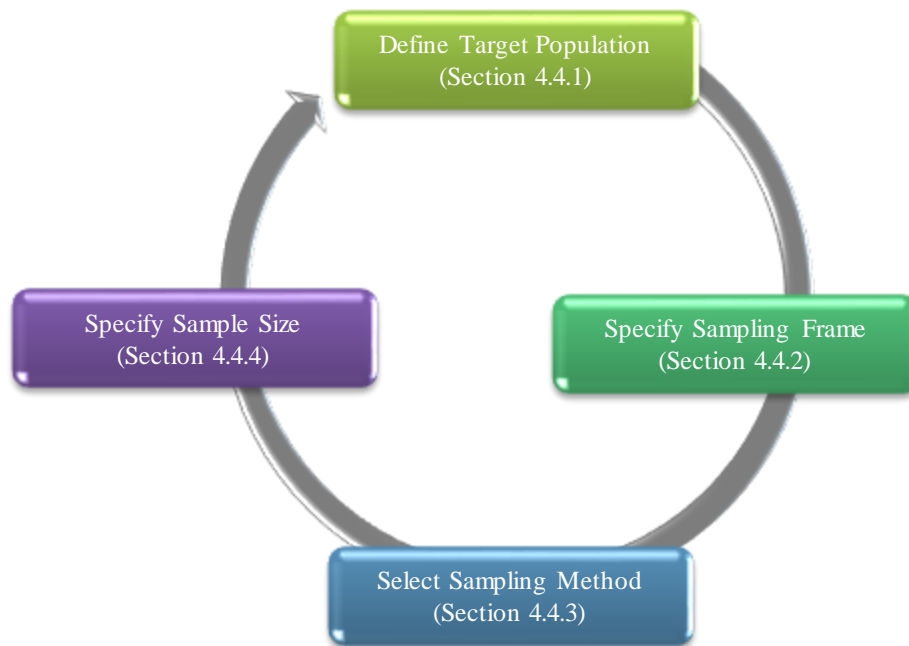 Define Target Population
(Section 4.4.1)
Specify Sampling Frame
(Section 4.4.2)
Select Sampling Method
(Section 4.4.3)
Specify Sample Size
(Section 4.4.4)